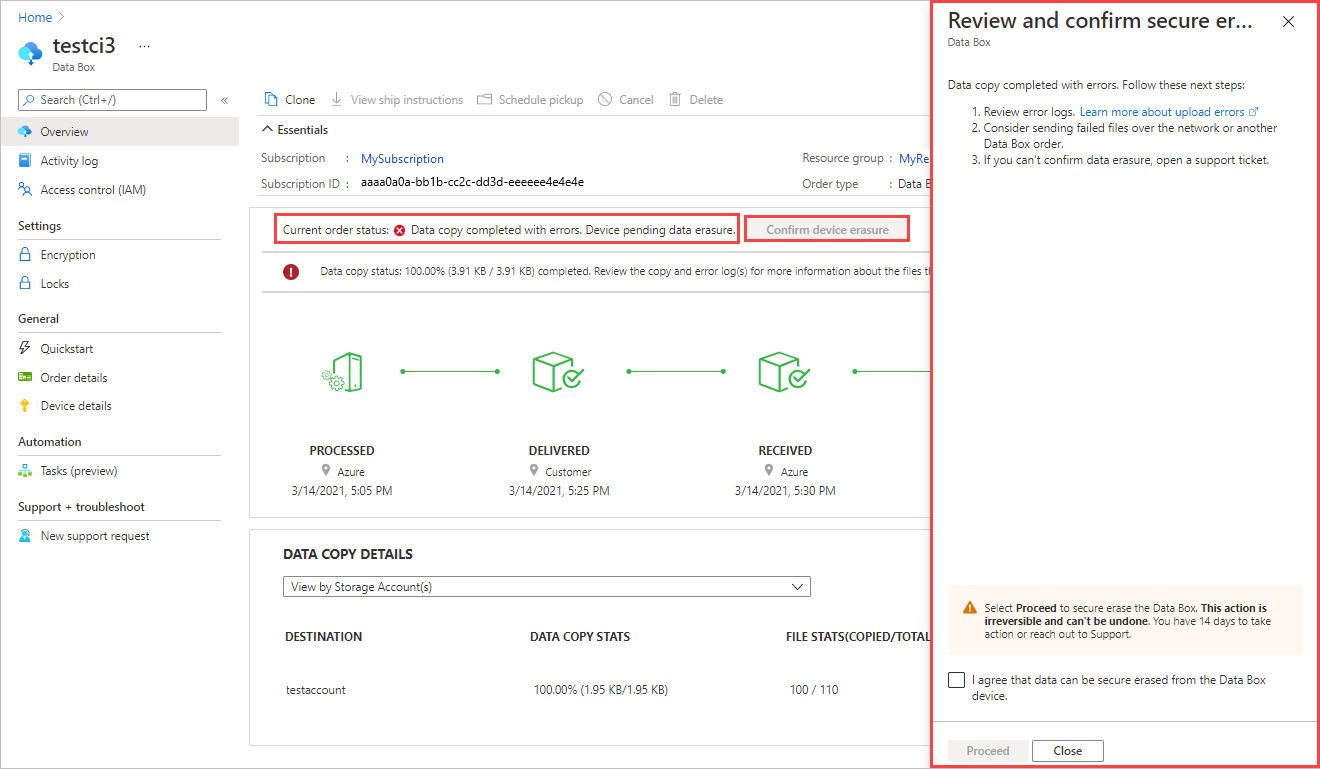 Home
testci3 ...
Data Box
Search (Ctrl+/)
«
Overview
Activity log
Access control (IAM)
Settings
Encryption
Locks
General
Quickstart
Order details
Device details
Automation
Tasks (preview)
Support + troubleshoot
New support request
Clone View ship instructions Schedule pickup Cancel Delete
Essentials
Subscription : MySubscription
Resource group : MyRe
Subscription ID : aaaa0a0a-bb1b-cc2c-dd3d-eeeeee4e4e4e
Order type : Data B
Current order status: Data copy completed with errors. Device pending data erasure.
Confirm device erasure
Data copy status: 100.00% (3.91 KB / 3.91 KB) completed. Review the copy and error log(s) for more information about the files th
PROCESSED
Azure
3/14/2021, 5:05 PM
DELIVERED
Customer
3/14/2021, 5:25 PM
RECEIVED
Azure
3/14/2021, 5:30 PM
DATA COPY DETAILS
View by Storage Account(s)
DESTINATION DATA COPY STATS FILE STATS(COPIED/TOTAL
testaccount 100.00% (1.95 KB/1.95 KB) 100 / 110
Review and confirm secure er...
Data Box
Data copy completed with errors. Follow these next steps:
1. Review error logs. Learn more about upload errors
2. Consider sending failed files over the network or another
Data Box order.
3. If you can't confirm data erasure, open a support ticket.
Select Proceed to secure erase the Data Box. This action is
irreversible and can't be undone. You have 14 days to take
action or reach out to Support.
I agree that data can be secure erased from the Data Box
device.
Proceed Close